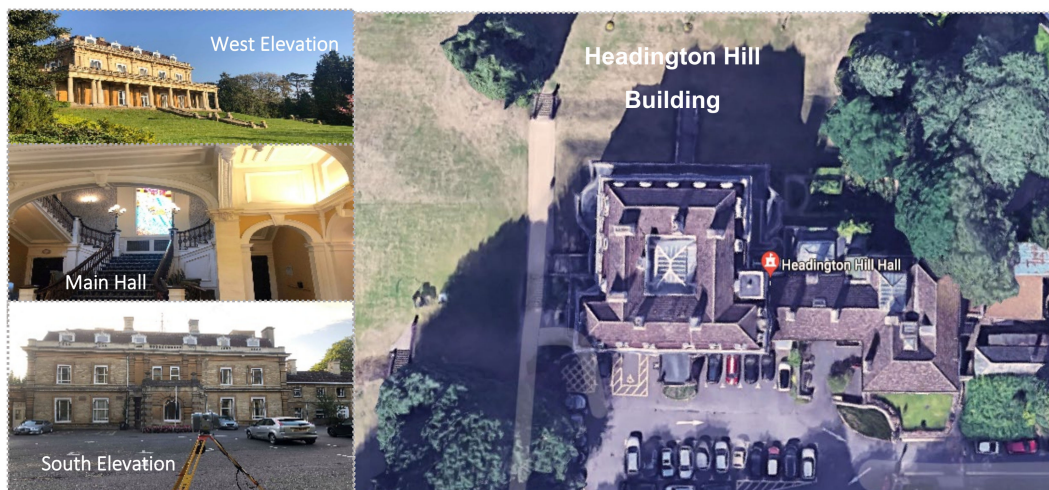 West Elevation
Main Hall
South Elevation
Headington Hill
Building
Headington Hill Hall